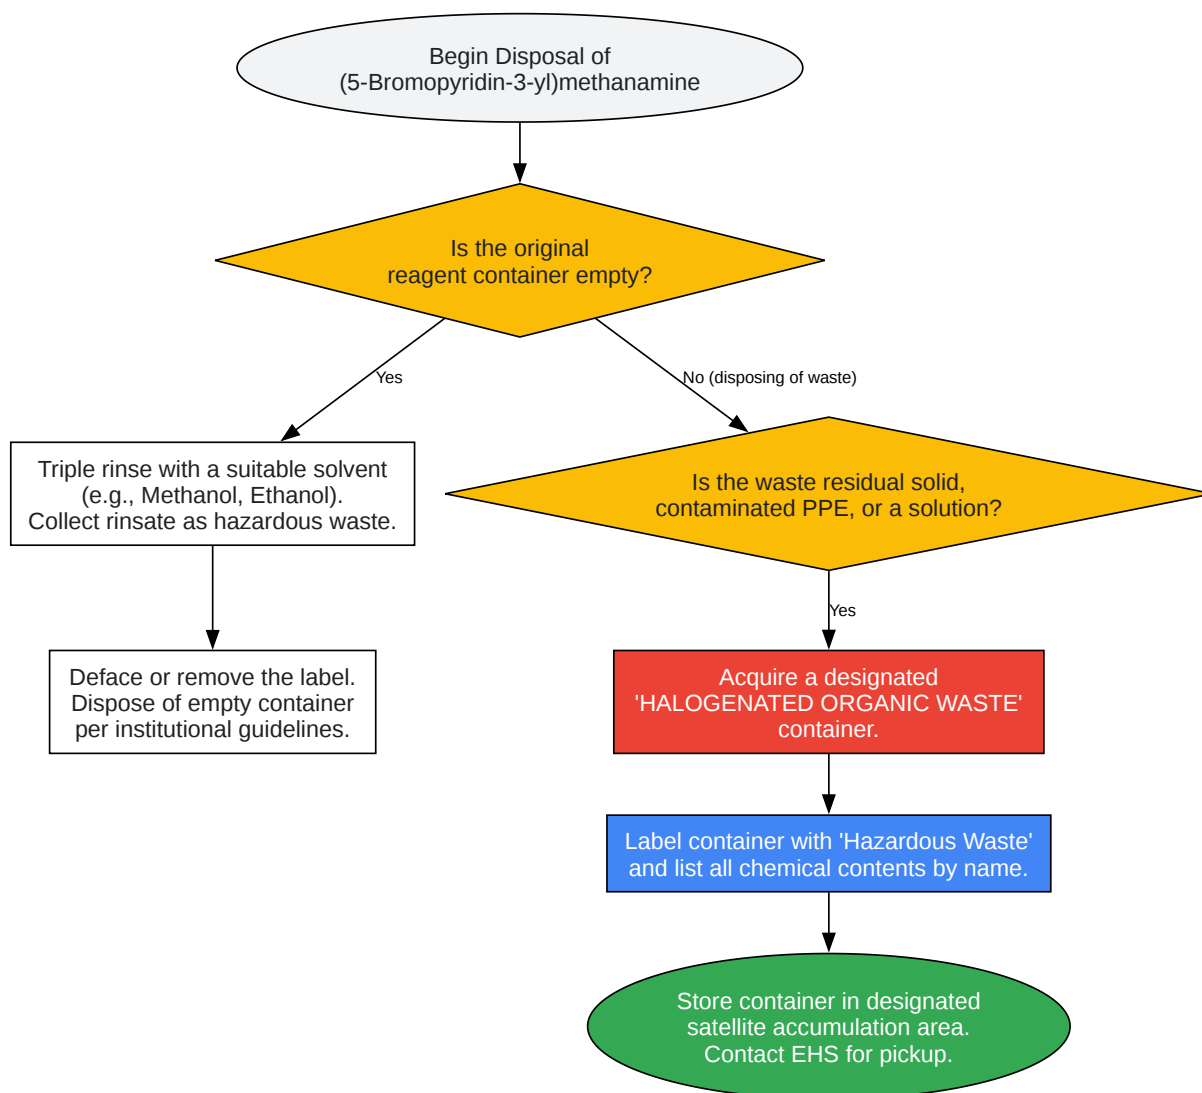 Begin Disposal of
(5-Bromopyridin-3-yl)methanamine
Is the original
reagent container empty?
Yes
No (disposing of waste)
Triple rinse with a suitable solvent
(e.g., Methanol, Ethanol).
Collect rinsate as hazardous waste.
Is the waste residual solid,
contaminated PPE, or a solution?
Yes
Deface or remove the label.
Dispose of empty container
per institutional guidelines.
Acquire a designated
'HALOGENATED ORGANIC WASTE'
container.
Label container with 'Hazardous Waste'
and list all chemical contents by name.
Store container in designated
satellite accumulation area.
Contact EHS for pickup.